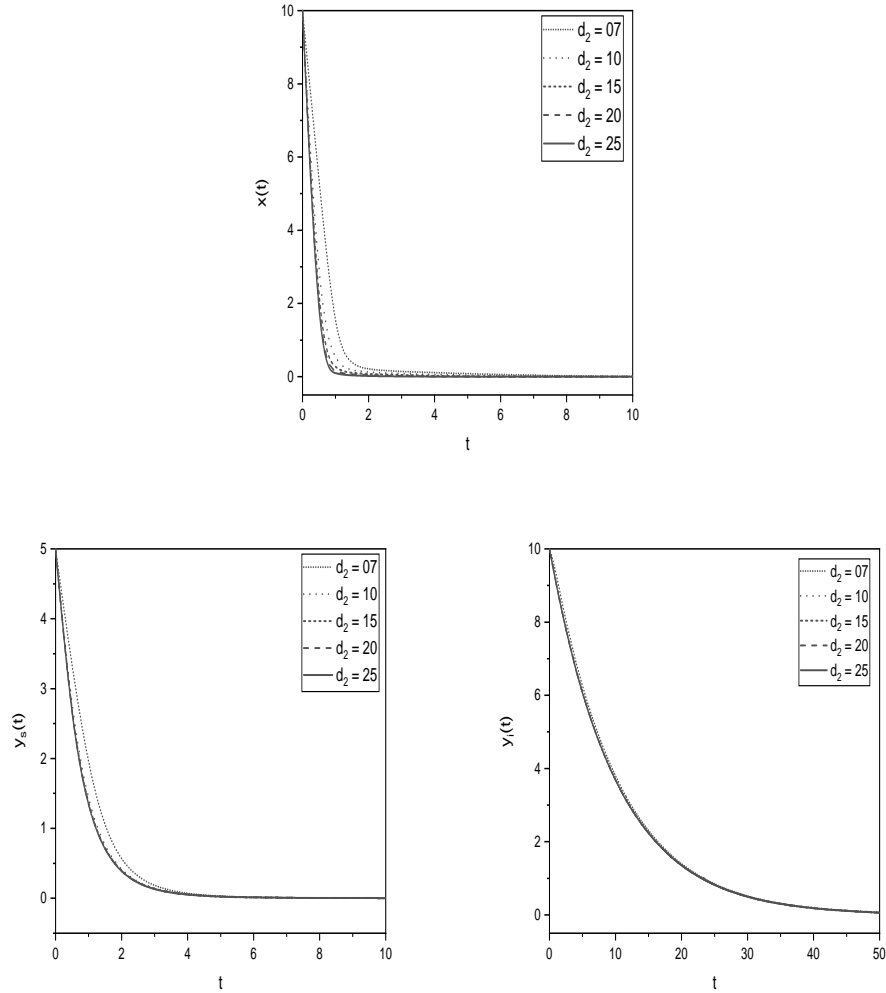 10
8
6
4
2
0
x(t)
d2 = 07
d2 = 10
d2 = 15
d2 = 20
d2 = 25
0 2 4 6 8 10
t
5
4
3
2
1
0
ys(t)
d2 = 07
d2 = 10
d2 = 15
d2 = 20
d2 = 25
0 2 4 6 8 10
t
10
8
6
4
2
0
yi(t)
d2 = 07
d2 = 10
d2 = 15
d2 = 20
d2 = 25
0 10 20 30 40 50
t